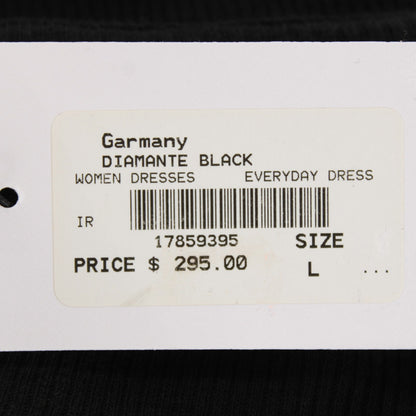 Garmany
DIAMANTE BLACK
WOMEN DRESSES EVERYDAY DRESS
IR
17859395 SIZE
PRICE $ 295.00 L ...